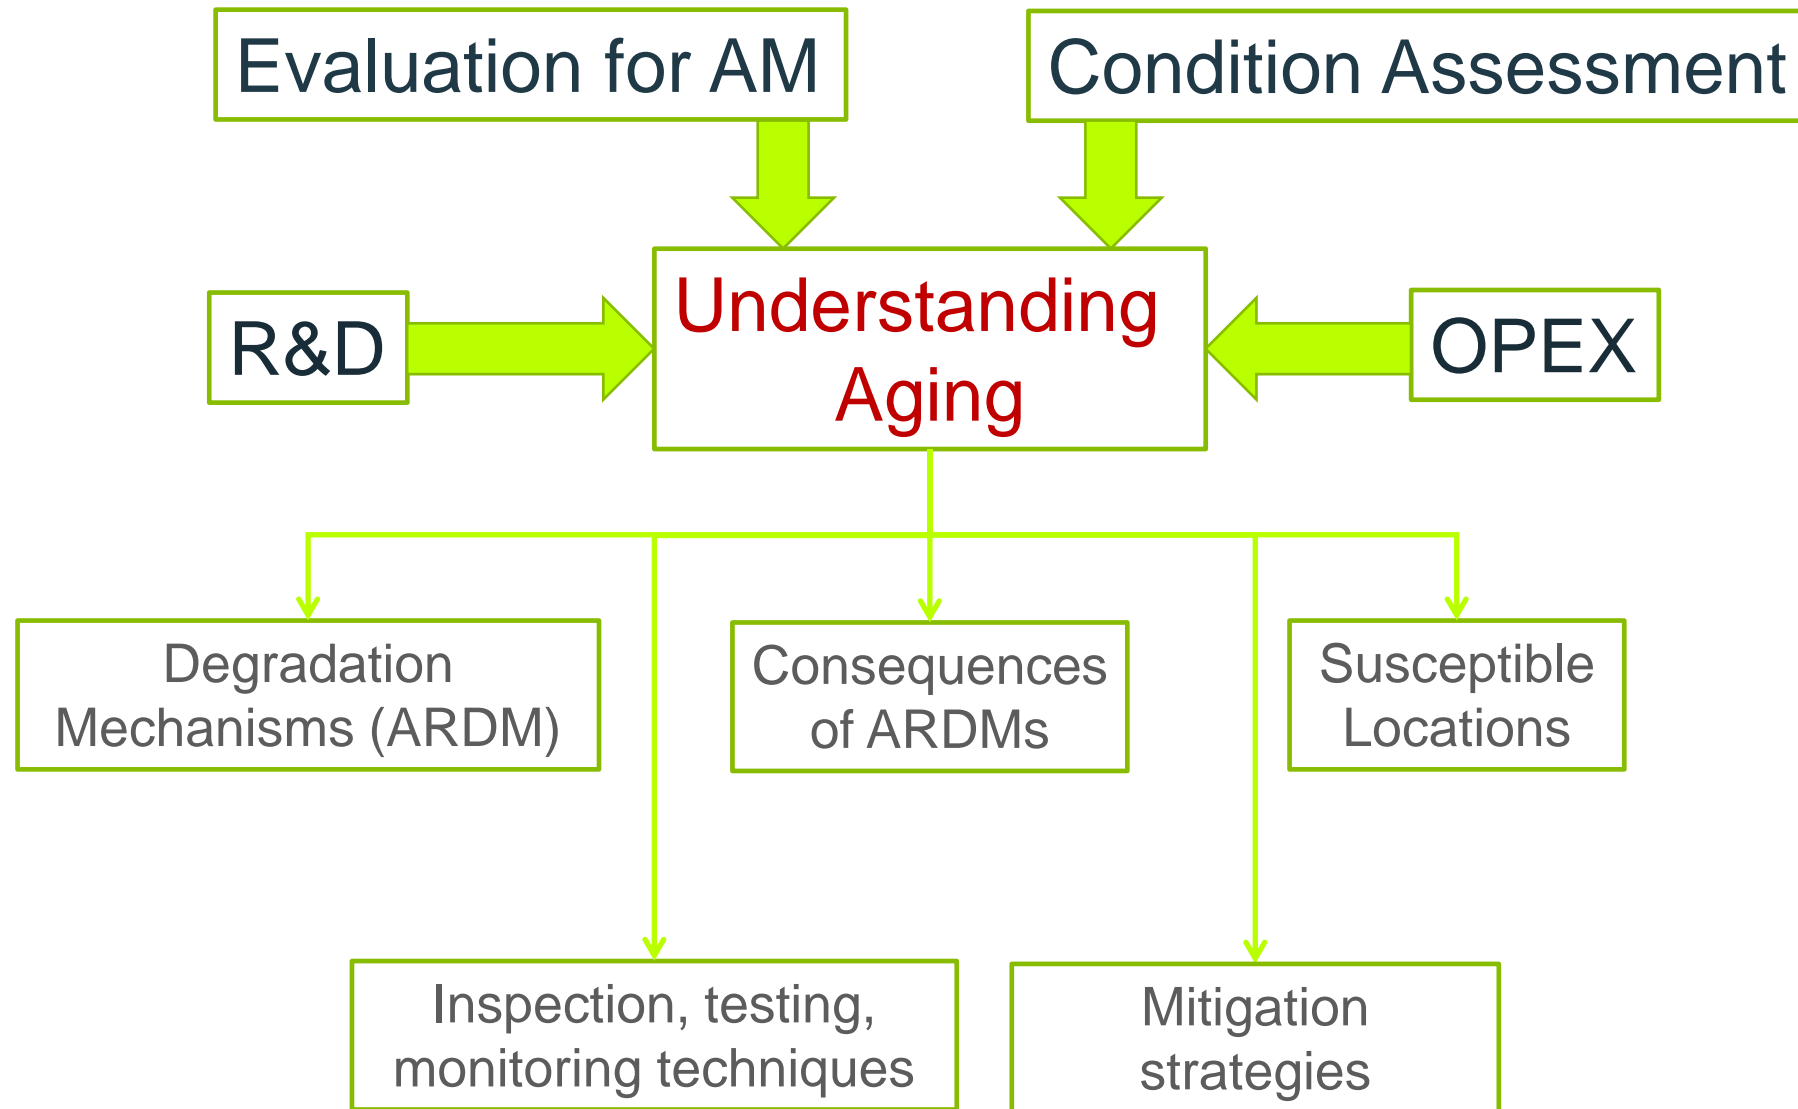 Evaluation for AM
Condition Assessment
R&D
Understanding
Aging
OPEX
Degradation
Mechanisms (ARDM)
Consequences
of ARDMs
Susceptible
Locations
Inspection, testing,
monitoring techniques
Mitigation
strategies